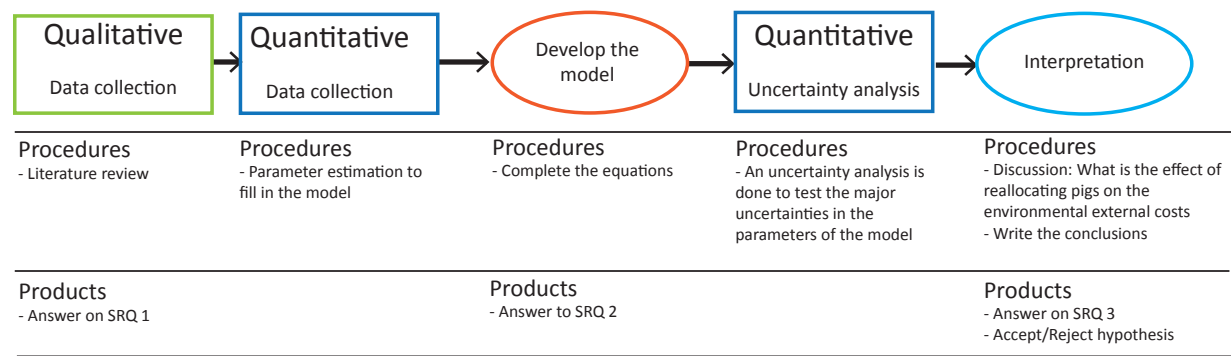 Qualitative
Data collection
Quantitative
Data collection
Develop the
model
Quantitative
Uncertainty analysis
Interpretation
Procedures
- Literature review
Procedures
- Parameter estimation to
fill in the model
Procedures
- Complete the equations
Procedures
- An uncertainty analysis is
done to test the major
uncertainties in the
parameters of the model
Procedures
- Discussion: What is the effect of
reallocating pigs on the
environmental external costs
- Write the conclusions
Products
- Answer on SRQ 1
Products
- Answer to SRQ 2
Products
- Answer on SRQ 3
- Accept/Reject hypothesis